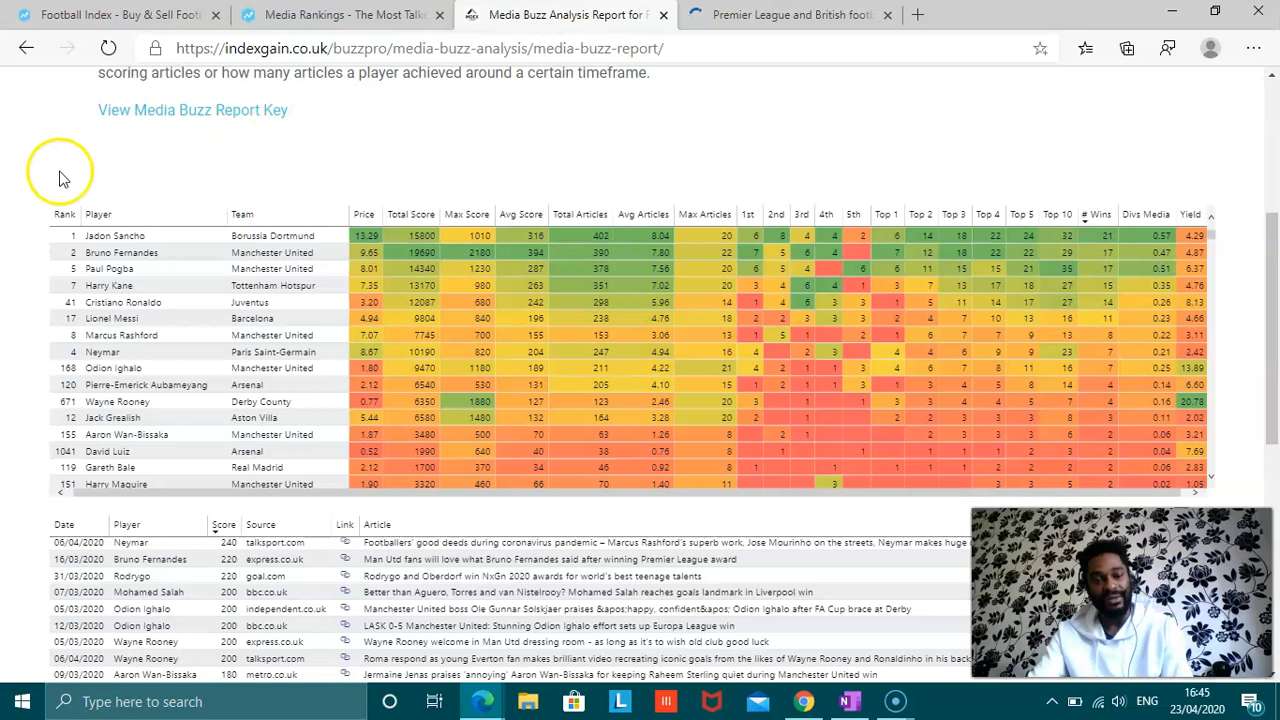 Football Index - Buy & Sell Foot
Media Rankings - The Most Talke
Media Buzz Analysis Report for F
Premier League and British footb
https://indexgain.co.uk/buzzpro/media-buzz-analysis/media-buzz-report/
scoring articles or how many articles a player achieved around a certain timeframe.
View Media Buzz Report Key
Rank Player Team Price Total Score Max Score Avg Score Total Articles Avg Articles Max Articles 1st 2nd 3rd 4th 5th Top 1 Top 2 Top 3 Top 4 Top 5 Top 10 # Wins Divs Media Yield
1 Jadon Sancho Borussia Dortmund 13.29 15800 1010 316 402 8.04 20 6 8 4 4 2 6 14 18 22 24 32 21 0.57 4.29
2 Bruno Fernandes Manchester United 9.65 19690 2180 394 390 7.80 22 7 5 6 4 7 12 18 22 22 29 17 0.47 4.87
5 Paul Pogba Manchester United 8.01 14340 1230 287 378 7.56 20 6 5 4 6 6 11 15 15 21 35 17 0.51 6.37
7 Harry Kane Tottenham Hotspur 7.35 13170 980 263 351 7.02 20 3 4 6 4 1 3 7 13 18 27 15 0.35 4.76
41 Cristiano Ronaldo Juventus 3.20 12087 680 242 298 5.96 20 1 4 6 3 3 1 5 11 14 17 27 14 0.26 8.13
17 Lionel Messi Barcelona 4.94 9804 840 196 238 4.76 18 2 2 3 3 3 2 4 7 10 13 16 11 0.23 4.66
8 Marcus Rashford Manchester United 7.07 7745 700 155 153 3.06 13 1 5 1 2 1 6 7 7 9 13 8 0.22 3.11
4 Neymar Paris Saint-Germain 8.67 10190 820 204 247 4.94 16 4 2 3 4 4 6 9 9 23 7 0.21 2.42
168 Odion Ighalo Manchester United 1.80 9470 1180 189 211 4.22 21 4 2 1 1 3 4 6 7 8 11 16 7 0.25 13.89
120 Pierre-Emerick Aubameyang Arsenal 2.12 6540 530 131 205 4.10 15 1 2 1 1 3 1 3 4 5 8 14 4 0.14 6.60
671 Wayne Rooney Derby County 0.77 6350 1880 127 123 2.46 20 3 1 1 3 3 4 4 5 7 4 0.16 20.78
12 Jack Grealish Aston Villa 5.44 6580 1480 132 164 3.28 20 2 1 2 2 3 3 3 8 3 0.11 2.02
155 Aaron Wan-Bissaka Manchester United 1.87 3480 500 70 63 1.26 8 2 1 2 3 3 3 6 2 0.06 3.21
1041 David Luiz Arsenal 0.52 1990 640 40 38 0.76 8 1 1 1 1 1 2 3 2 0.04 7.69
119 Gareth Bale Real Madrid 2.12 1700 370 34 46 0.92 8 1 1 1 1 1 2 2 2 2 0.06 2.83
151 Harry Maguire Manchester United 1.90 3320 460 66 70 1.40 11 3 3 3 5 2 0.02 1.05
Date Player Score Source Link Article
06/04/2020 Neymar 240 talksport.com Footballers' good deeds during coronavirus pandemic – Marcus Rashford's superb work, Jose Mourinho on the streets, Neymar makes huge
16/03/2020 Bruno Fernandes 220 express.co.uk Man Utd fans will love what Bruno Fernandes said after winning Premier League award
31/03/2020 Rodrygo 220 goal.com Rodrygo and Oberdorf win NxGn 2020 awards for world's best teenage talents
07/03/2020 Mohamed Salah 200 bbc.co.uk Better than Aguero, Torres and van Nistelrooy? Mohamed Salah reaches goals landmark in Liverpool win
05/03/2020 Odion Ighalo 200 independent.co.uk Manchester United boss Ole Gunnar Solskjaer praises &apos;happy, confident&apos; Odion Ighalo after FA Cup brace at Derby
12/03/2020 Odion Ighalo 200 bbc.co.uk LASK 0-5 Manchester United: Stunning Odion Ighalo effort sets up Europa League win
05/03/2020 Wayne Rooney 200 express.co.uk Wayne Rooney welcome in Man Utd dressing room - as long as it's to wish old club good luck
06/04/2020 Wayne Rooney 200 talksport.com Roma respond as young Everton fan makes brilliant video recreating iconic goals from the likes of Wayne Rooney and Ronaldinho in his back
09/03/2020 Aaron Wan-Bissaka 180 metro.co.uk Jermaine Jenas praises 'amazing' Aaron Wan-Bissaka for keeping Raheem Sterling quiet during Manchester United win
Type here to search
ENG
16:45
23/04/2020
10